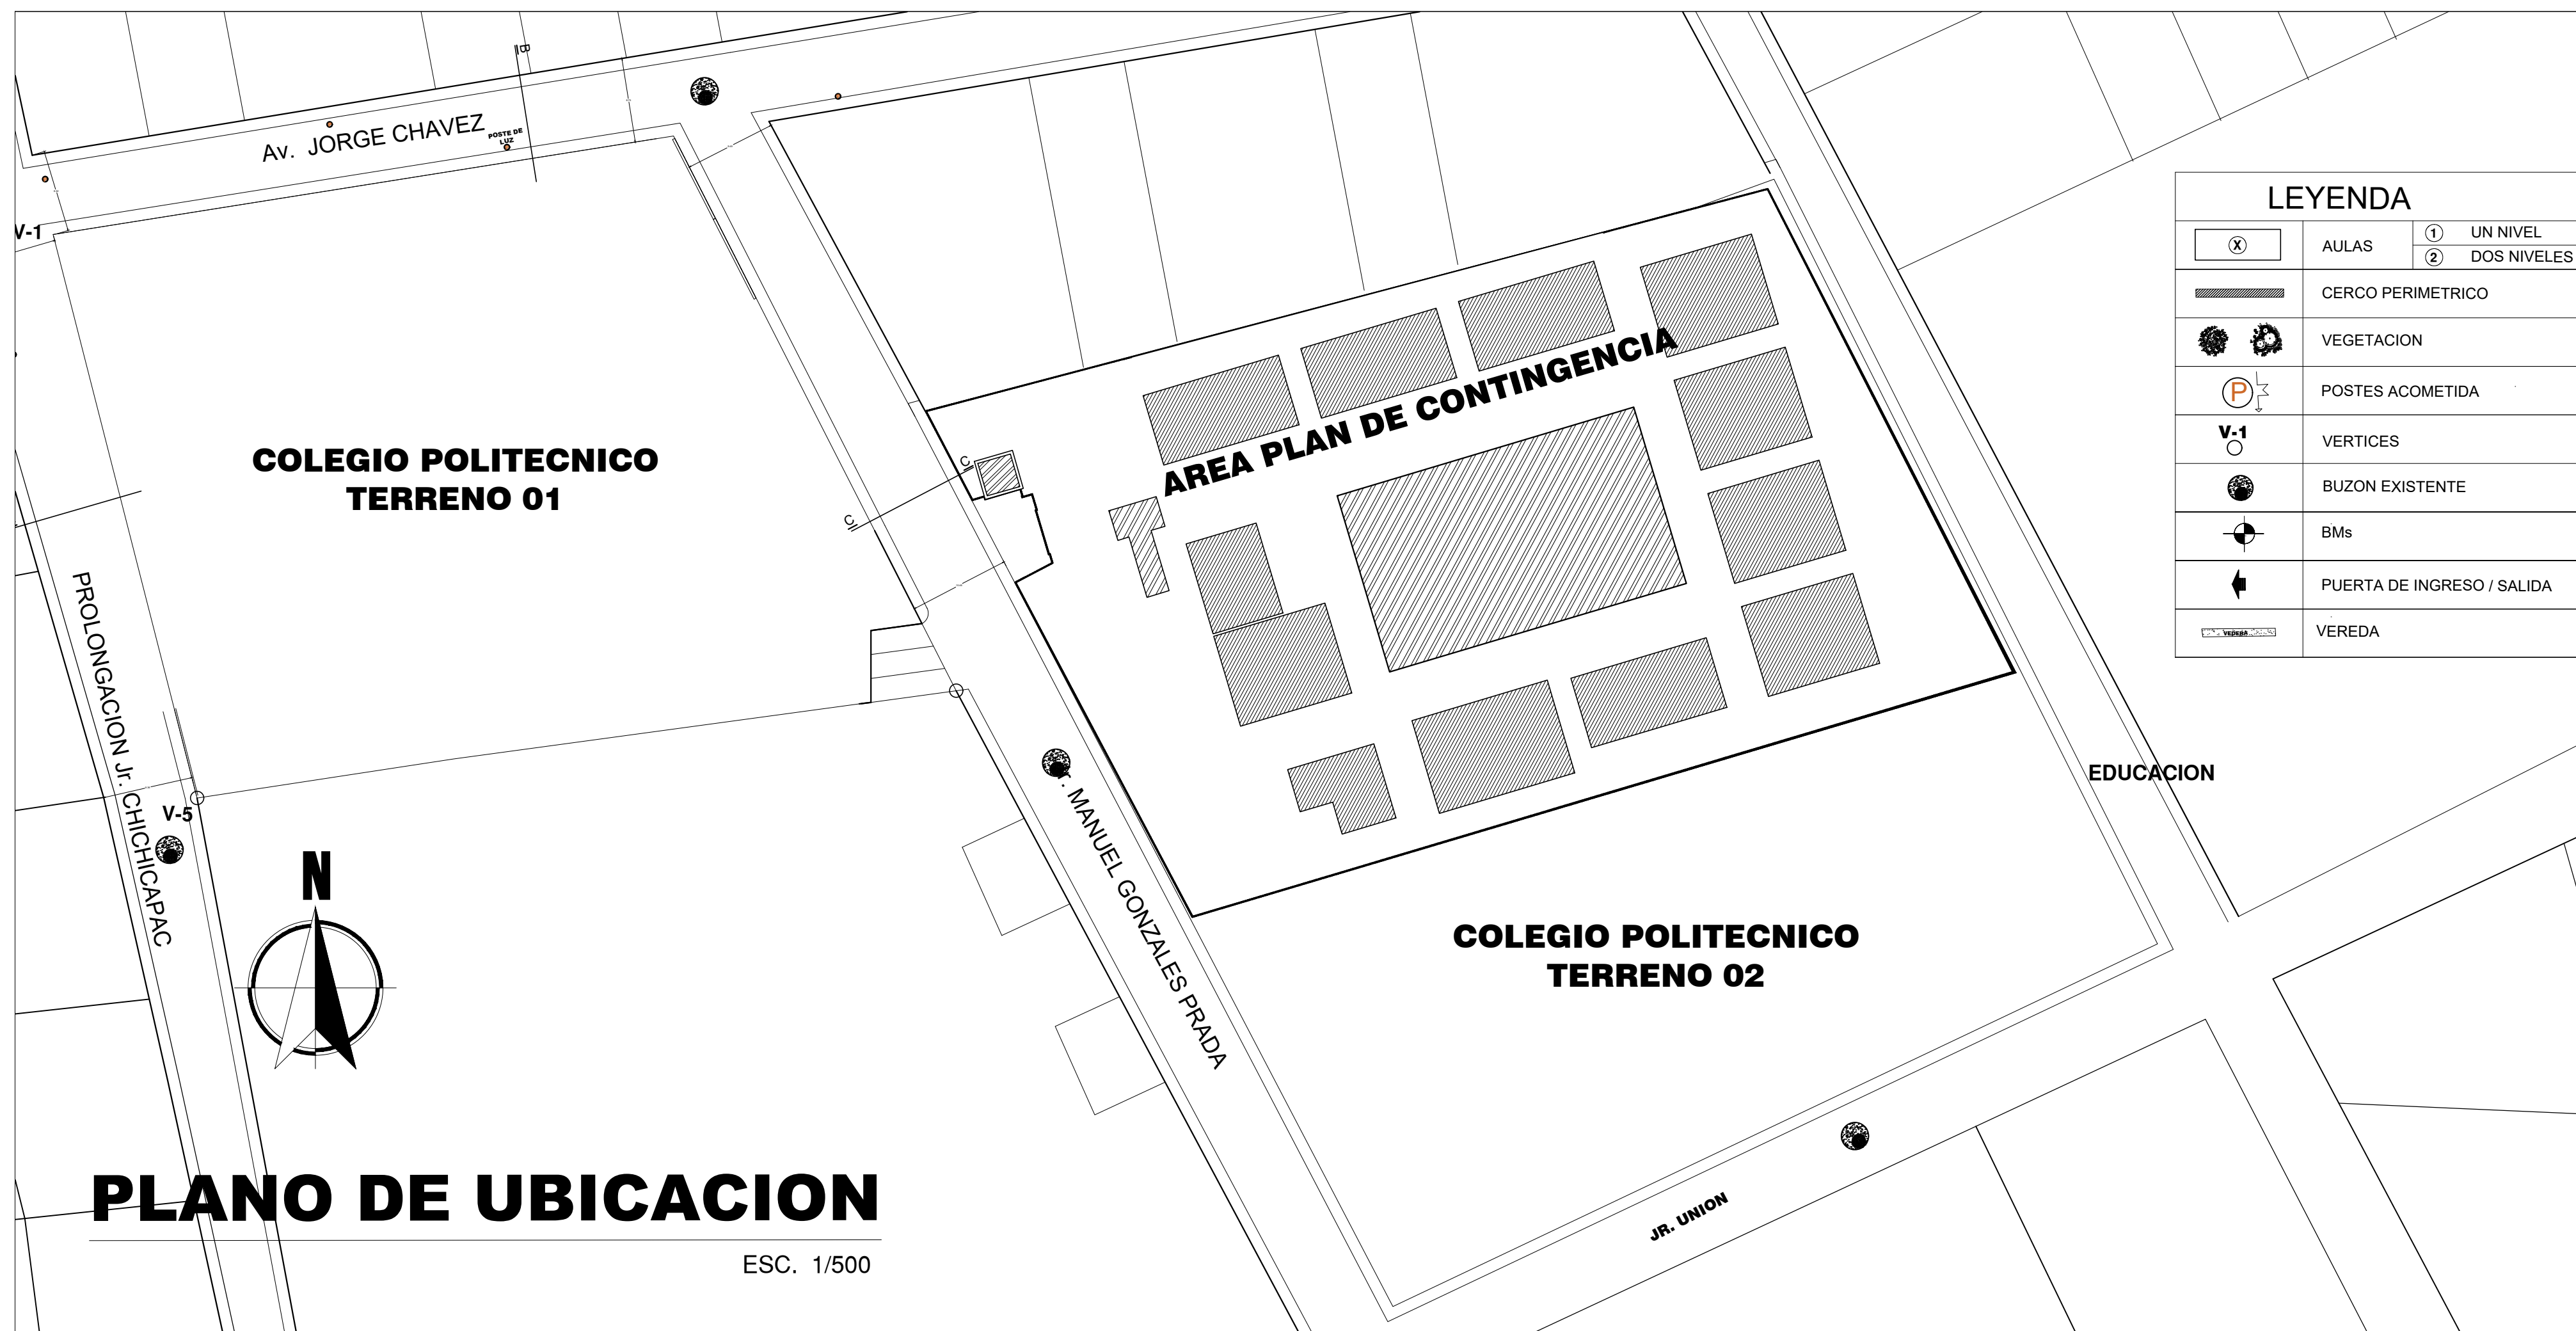 B
Av. JORGE CHAVEZ
POSTE DE
LUZ
V-1
COLEGIO POLITECNICO
TERRENO 01
C
C
AREA PLAN DE CONTINGENCIA
PROLONGACION Jr. CHICHICAPAC
V-5
N
MANUEL GONZALES PRADA
COLEGIO POLITECNICO
TERRENO 02
EDUCACION
JR. UNION
PLANO DE UBICACION
ESC. 1/500
LEYENDA
X
AULAS
1 UN NIVEL
2 DOS NIVELES
CERCO PERIMETRICO
VEGETACION
P
POSTES ACOMETIDA
V-1
VERTICES
BUZON EXISTENTE
BMs
PUERTA DE INGRESO / SALIDA
VEREDA